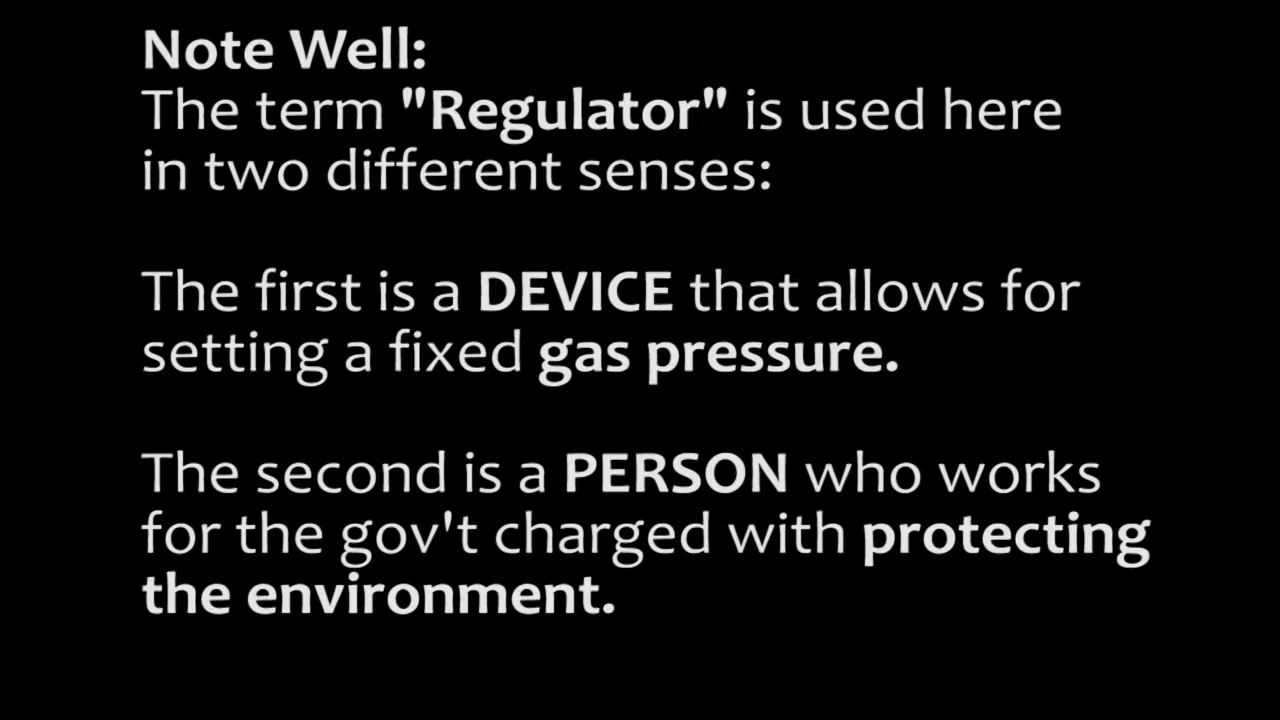 Note Well:
The term "Regulator" is used here
in two different senses:
The first is a DEVICE that allows for
setting a fixed gas pressure.
The second is a PERSON who works
for the gov't charged with protecting
the environment.